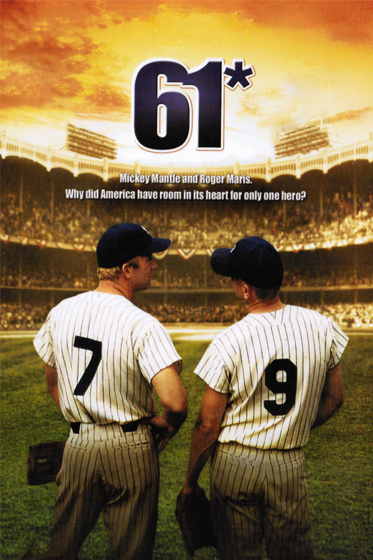 61*
Mickey Mantle and Roger Maris.
Why did America have room in its heart for only one hero?
7
9